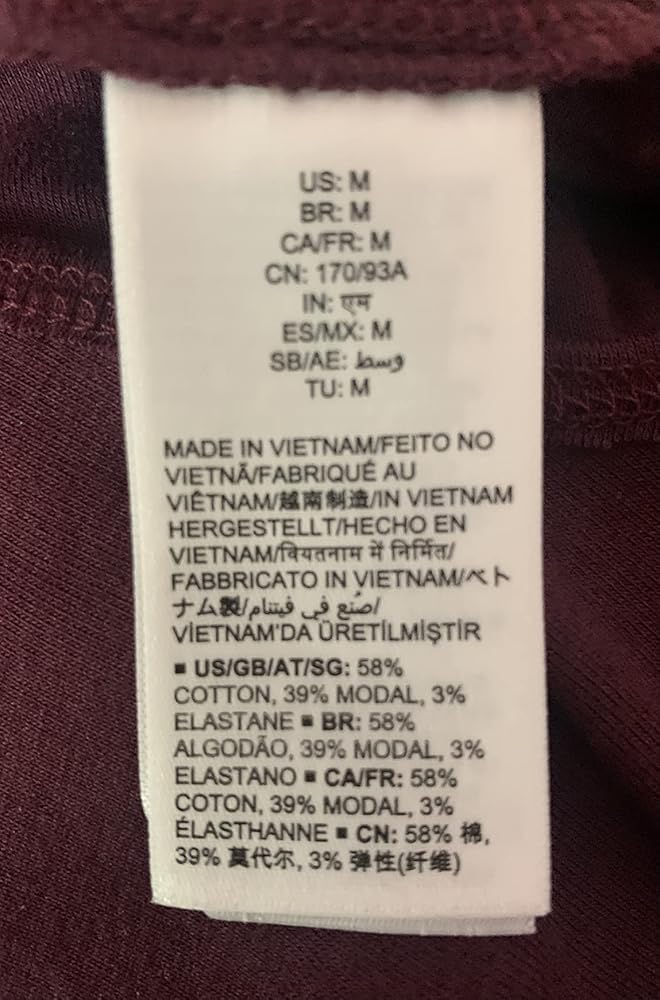 US: M
BR: M
CA/FR: M
CN: 170/93A
IN: एम
ES/MX: M
SB/AE: وسط
TU: M
MADE IN VIETNAM/FEITO NO
VIETNÃ/FABRIQUÉ AU
VIÊTNAM/越南制造/IN VIETNAM
HERGESTELLT/HECHO EN
VIETNAM/वियतनाम में निर्मित/
FABBRICATO IN VIETNAM/ベト
ナム製/صُنع في فيتنام/
VİETNAM'DA ÜRETİLMİŞTİR
■ US/GB/AT/SG: 58%
COTTON, 39% MODAL, 3%
ELASTANE ■ BR: 58%
ALGODÃO, 39% MODAL, 3%
ELASTANO ■ CA/FR: 58%
COTON, 39% MODAL, 3%
ÉLASTHANNE ■ CN: 58% 棉,
39% 莫代尔, 3% 弹性(纤维)